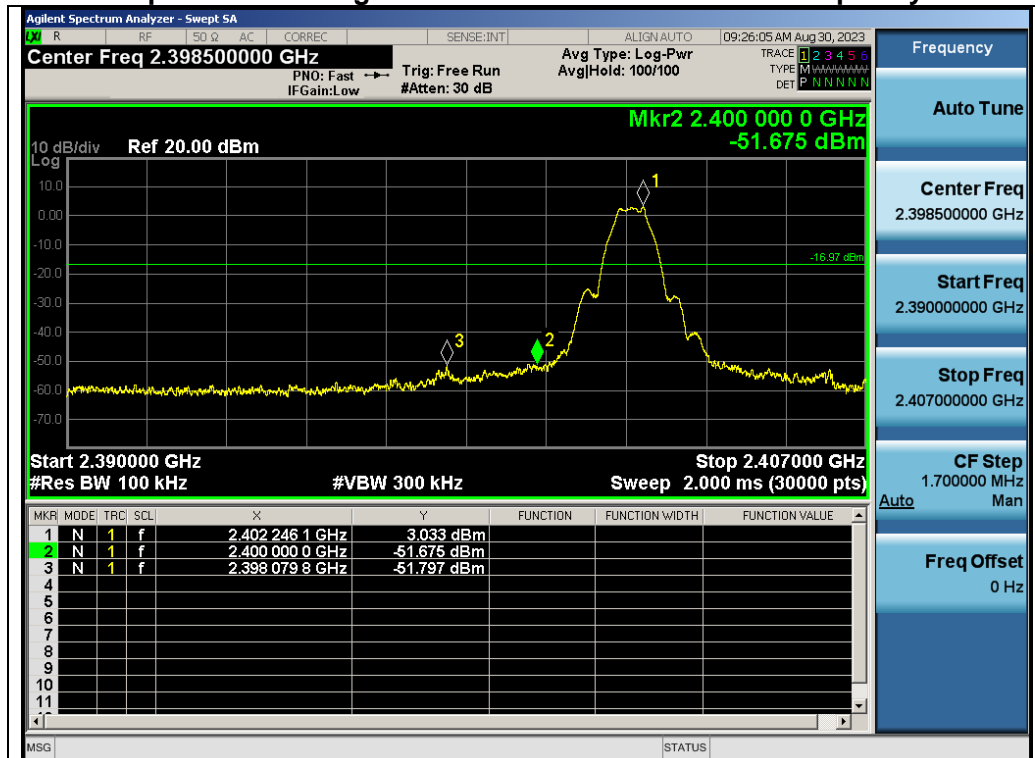 Agilent Spectrum Analyzer - Swept SA
LXI R RF 50 Ω AC CORREC SENSE:INT ALIGN AUTO 09:26:05 AM Aug 30, 2023
Center Freq 2.398500000 GHz
PNO: Fast
IFGain:Low
Trig: Free Run
#Atten: 30 dB
Avg Type: Log-Pwr
Avg|Hold: 100/100
TRACE 1 2 3 4 5 6
TYPE M W W W W W
DET P N N N N N
Mkr2 2.400 000 0 GHz
-51.675 dBm
10 dB/div Ref 20.00 dBm
Log
10.0
0.00
-10.0
-20.0
-30.0
-40.0
-50.0
-60.0
-70.0
1
-16.97 dBm
2
3
Start 2.390000 GHz Stop 2.407000 GHz
#Res BW 100 kHz #VBW 300 kHz Sweep 2.000 ms (30000 pts)
MKR MODE TRC SCL X Y FUNCTION FUNCTION WIDTH FUNCTION VALUE
1 N 1 f 2.402 246 1 GHz 3.033 dBm
2 N 1 f 2.400 000 0 GHz -51.675 dBm
3 N 1 f 2.398 079 8 GHz -51.797 dBm
4
5
6
7
8
9
10
11
MSG STATUS
Frequency
Auto Tune
Center Freq
2.398500000 GHz
Start Freq
2.390000000 GHz
Stop Freq
2.407000000 GHz
CF Step
1.700000 MHz
Auto Man
Freq Offset
0 Hz